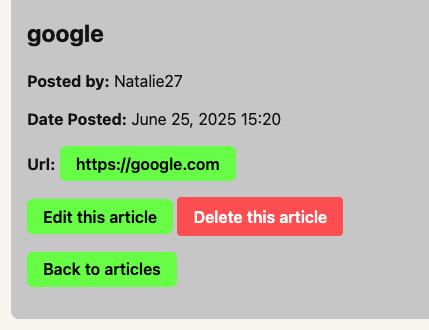 google
Posted by: Natalie27
Date Posted: June 25, 2025 15:20
Url: https://google.com
Edit this article Delete this article
Back to articles